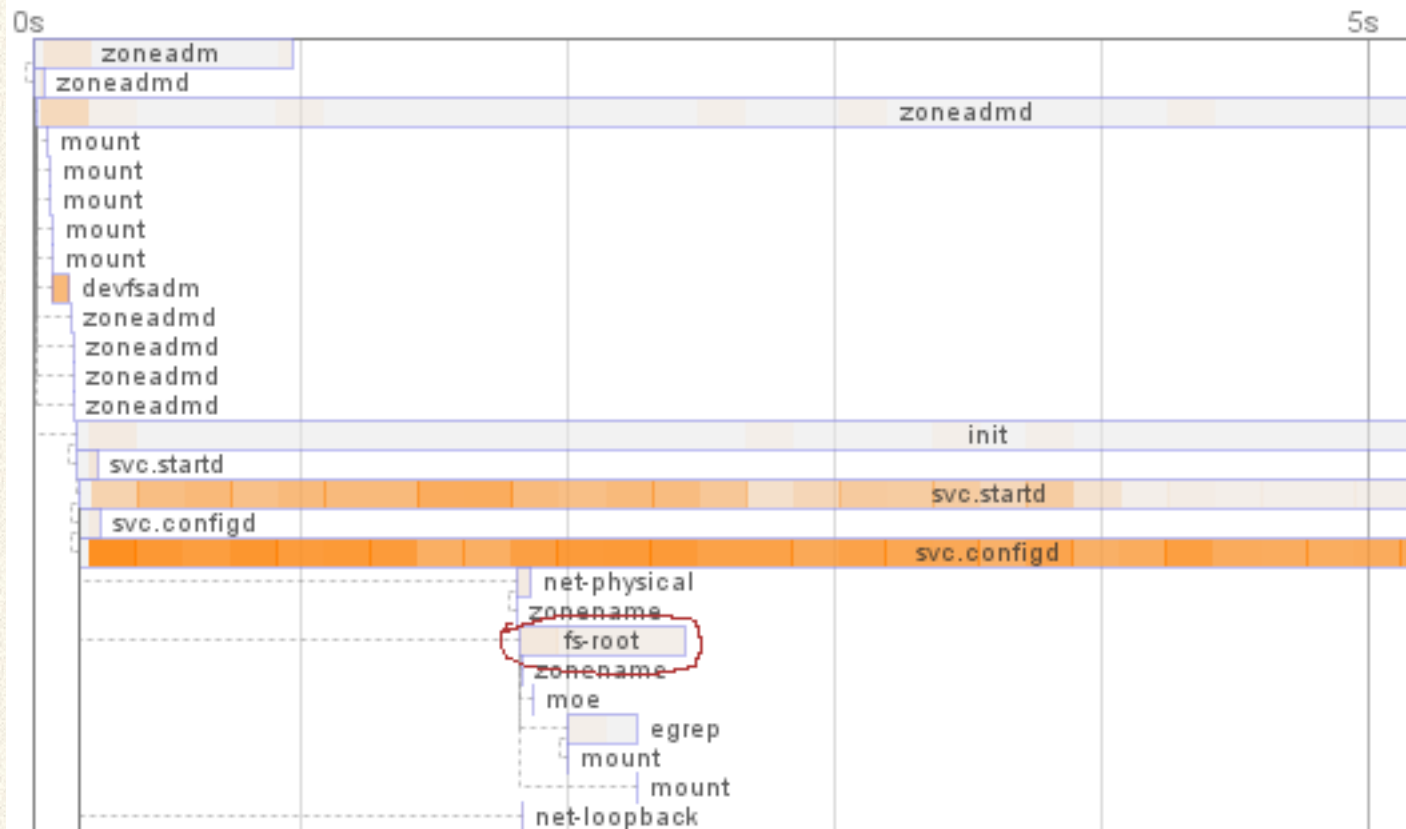 0s 5s
zoneadm
zoneadmd
zoneadmd
mount
mount
mount
mount
mount
devfsadm
zoneadmd
zoneadmd
zoneadmd
zoneadmd
init
svc.startd
svc.startd
svc.configd
svc.configd
net-physical
zonename
fs-root
zonename
moe
egrep
mount
mount
net-loopback